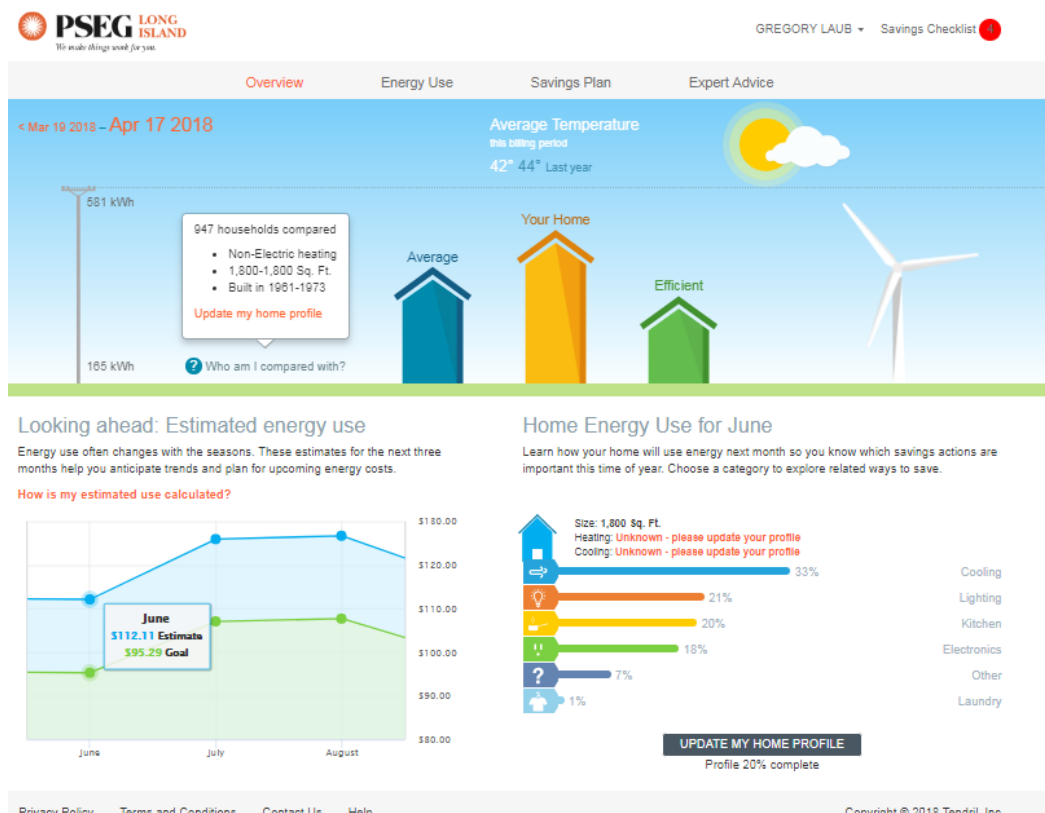 PSEG LONG ISLAND
We make things work for you.
GREGORY LAUB
Savings Checklist 4
Overview
Energy Use
Savings Plan
Expert Advice
< Mar 19 2018 – Apr 17 2018
Average Temperature
this billing period
42° 44° Last year
581 kWh
947 households compared
Non-Electric heating
1,800-1,800 Sq. Ft.
Built in 1961-1973
Update my home profile
165 kWh
? Who am I compared with?
Average
Your Home
Efficient
Looking ahead: Estimated energy use
Energy use often changes with the seasons. These estimates for the next three
months help you anticipate trends and plan for upcoming energy costs.
How is my estimated use calculated?
$130.00
$120.00
$110.00
$100.00
$90.00
$80.00
June
$112.11 Estimate
$95.29 Goal
June
July
August
Home Energy Use for June
Learn how your home will use energy next month so you know which savings actions are
important this time of year. Choose a category to explore related ways to save.
Size: 1,800 Sq. Ft.
Heating: Unknown - please update your profile
Cooling: Unknown - please update your profile
33% Cooling
21% Lighting
20% Kitchen
18% Electronics
? 7% Other
1% Laundry
UPDATE MY HOME PROFILE
Profile 20% complete
Privacy Policy
Terms and Conditions
Contact Us
Help
Copyright © 2018 Tendril, Inc.